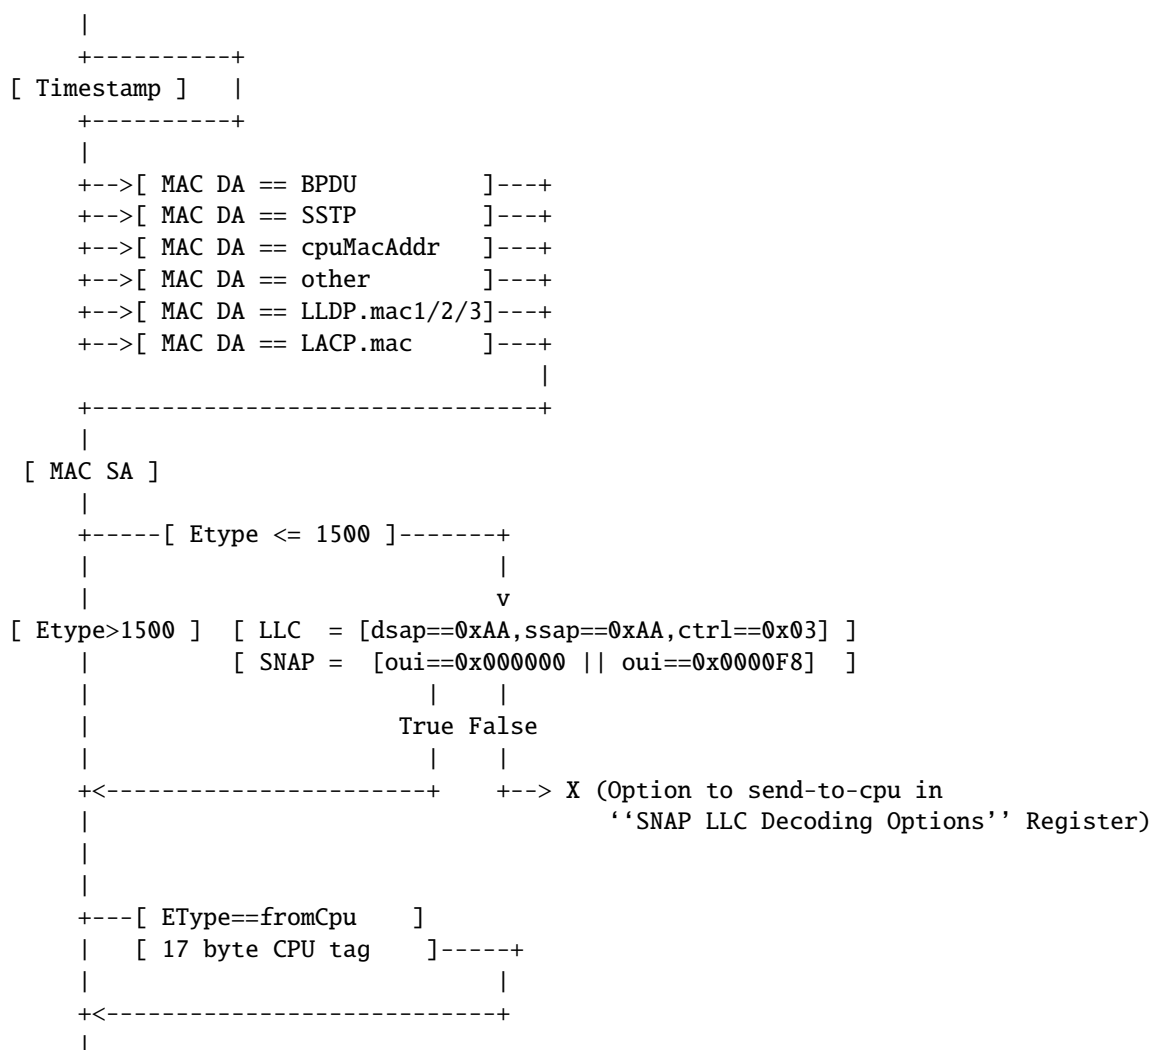 |
+----------+
[ Timestamp ]   |
+----------+
|
+-->[ MAC DA == BPDU         ]---+
+-->[ MAC DA == SSTP         ]---+
+-->[ MAC DA == cpuMacAddr   ]---+
+-->[ MAC DA == other        ]---+
+-->[ MAC DA == LLDP.mac1/2/3]---+
+-->[ MAC DA == LACP.mac     ]---+
|
+--------------------------------+
|
[ MAC SA ]
|
+-----[ Etype <= 1500 ]-------+
|                             |
|                             v
[ Etype>1500 ]  [ LLC  = [dsap==0xAA,ssap==0xAA,ctrl==0x03] ]
|          [ SNAP =  [oui==0x000000 || oui==0x0000F8]  ]
|                        |    |
|                      True False
|                        |    |
+<-----------------------+    +--> X (Option to send-to-cpu in
|                                     ‘‘SNAP LLC Decoding Options’’ Register)
|
|
+---[ EType==fromCpu    ]
|   [ 17 byte CPU tag    ]-----+
|                             |
+<----------------------------+
|